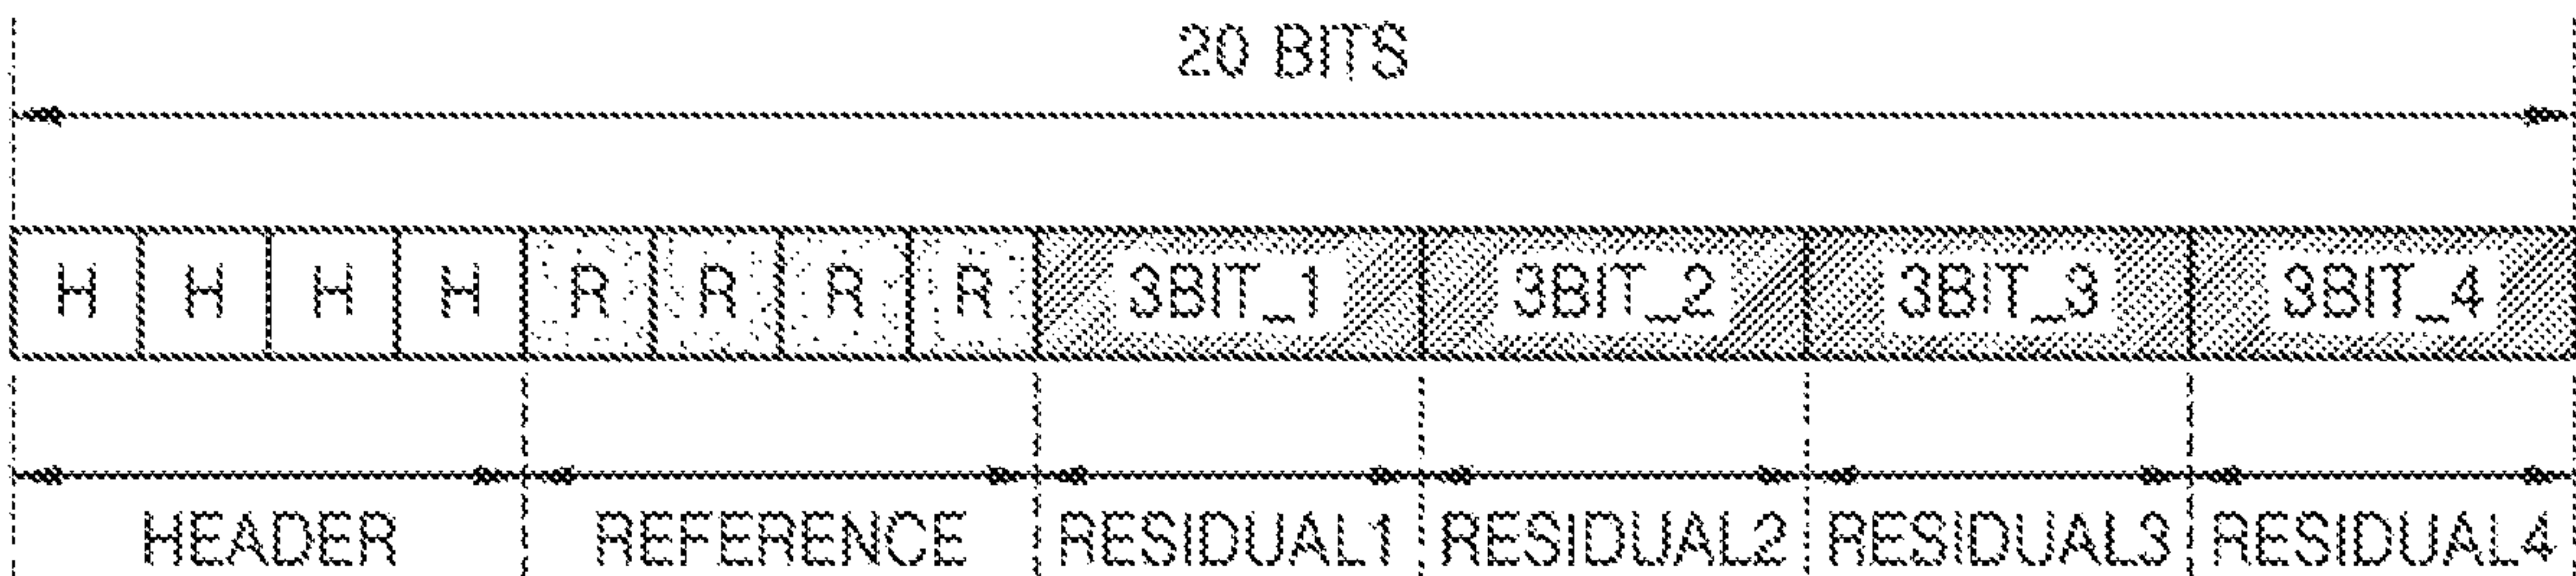 20 BITS
H H H H R R R R 3BIT_1 3BIT_2 3BIT_3 3BIT_4
HEADER REFERENCE RESIDUAL1 RESIDUAL2 RESIDUAL3 RESIDUAL4